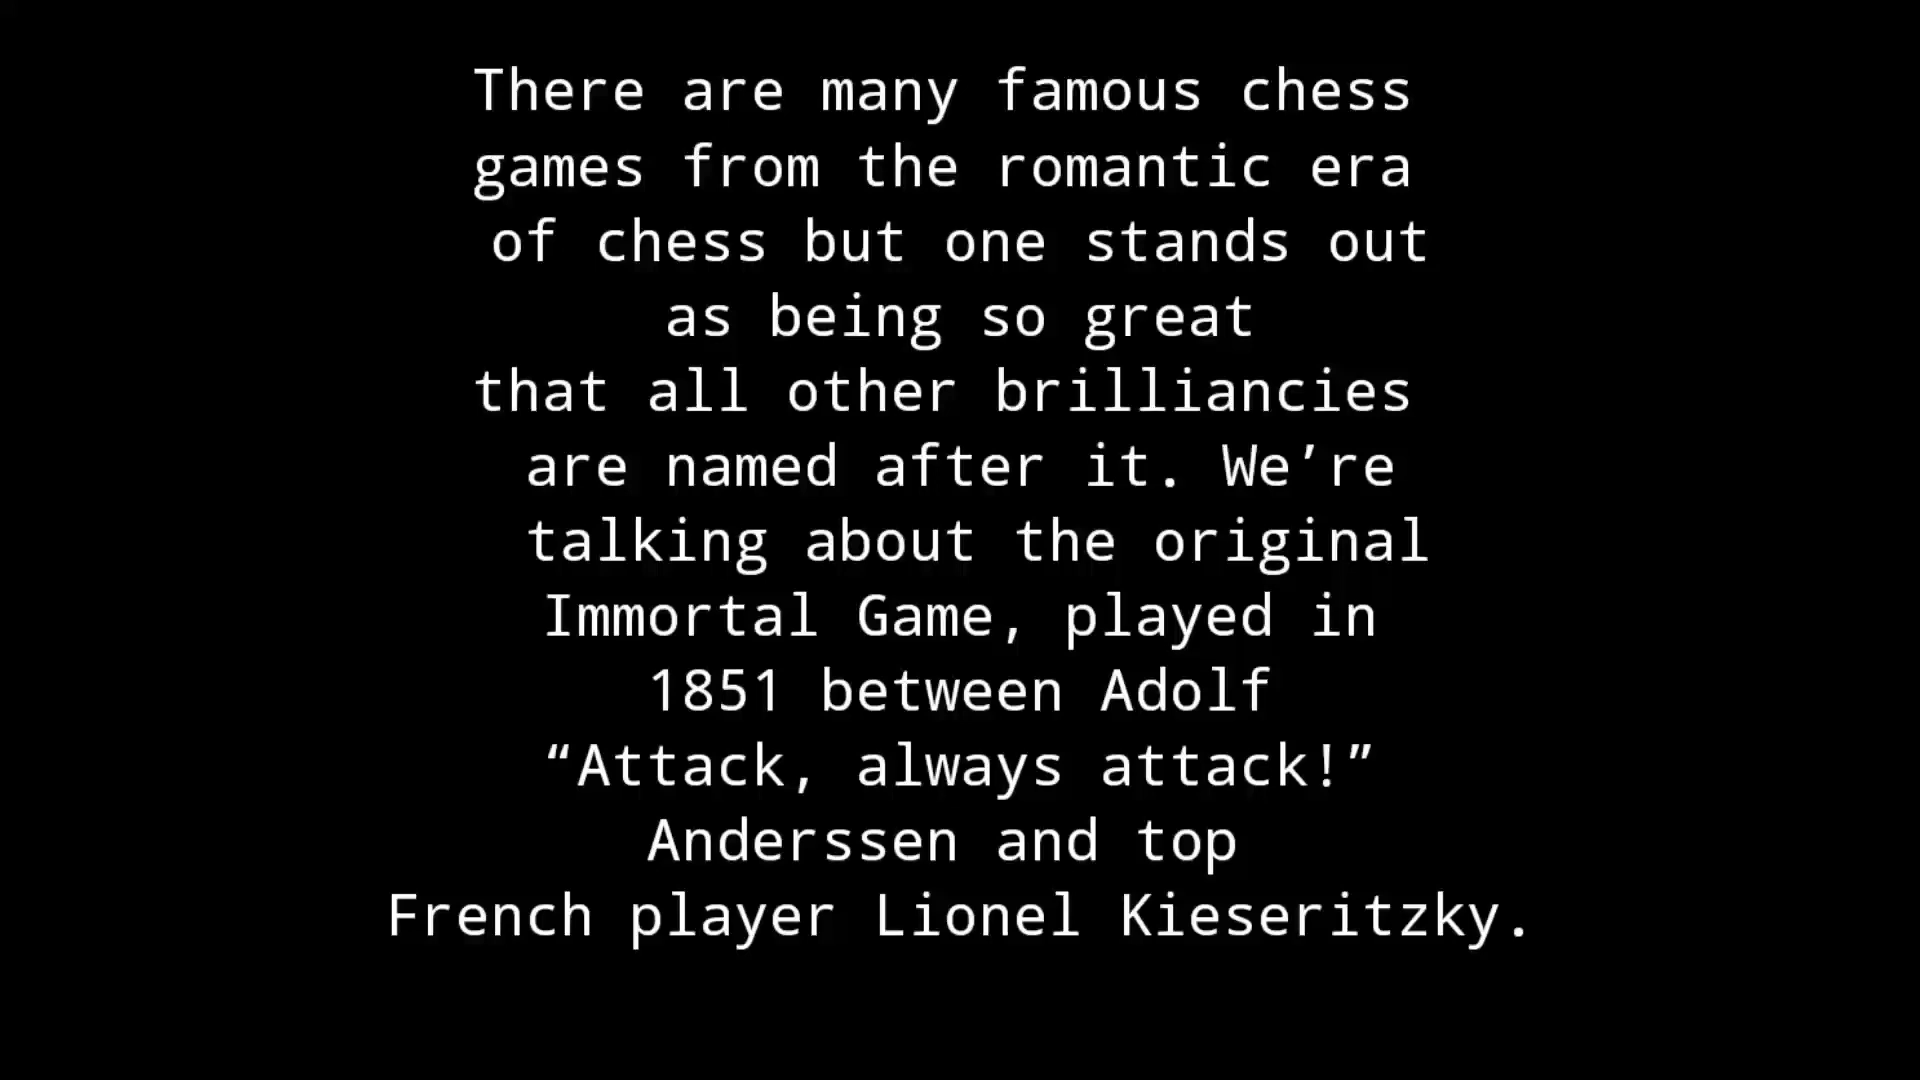 There are many famous chess
games from the romantic era
of chess but one stands out
as being so great
that all other brilliancies
are named after it. We’re
talking about the original
Immortal Game, played in
1851 between Adolf
“Attack, always attack!”
Anderssen and top
French player Lionel Kieseritzky.